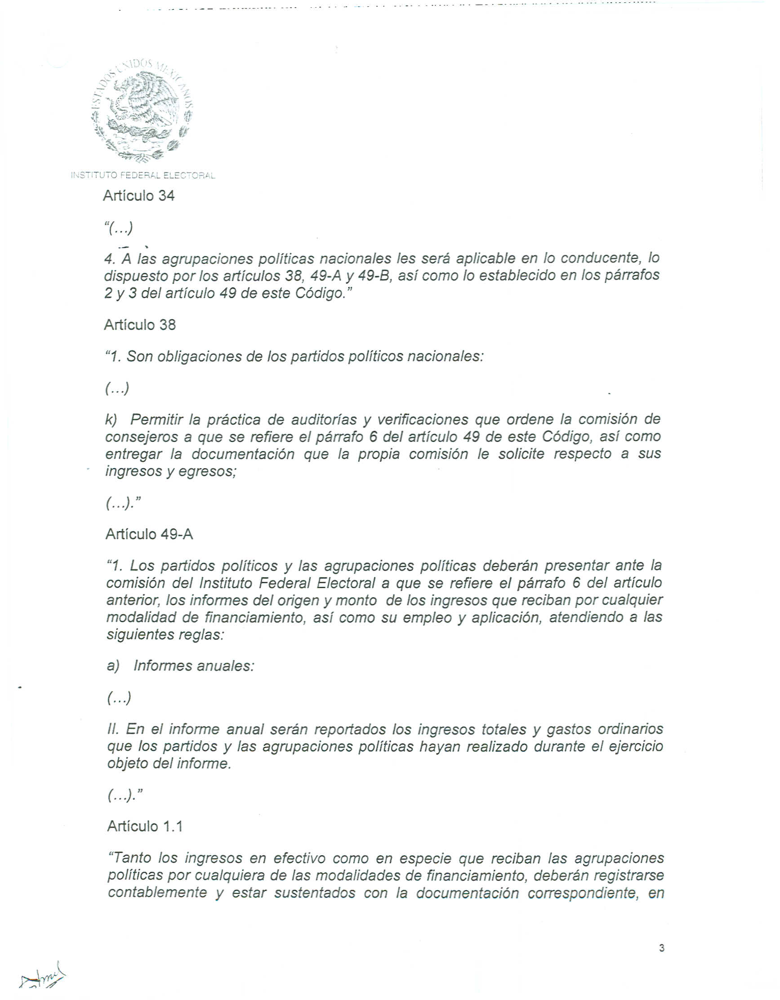 ESTADOS UNIDOS MEXICANOS
INSTITUTO FEDERAL ELECTORAL
Artículo 34
“(...)
4. A las agrupaciones políticas nacionales les será aplicable en lo conducente, lo
dispuesto por los artículos 38, 49-A y 49-B, así como lo establecido en los párrafos
2 y 3 del artículo 49 de este Código.”
Artículo 38
“1. Son obligaciones de los partidos políticos nacionales:
(...)
k) Permitir la práctica de auditorías y verificaciones que ordene la comisión de
consejeros a que se refiere el párrafo 6 del artículo 49 de este Código, así como
entregar la documentación que la propia comisión le solicite respecto a sus
ingresos y egresos;
(...).”
Artículo 49-A
“1. Los partidos políticos y las agrupaciones políticas deberán presentar ante la
comisión del Instituto Federal Electoral a que se refiere el párrafo 6 del artículo
anterior, los informes del origen y monto de los ingresos que reciban por cualquier
modalidad de financiamiento, así como su empleo y aplicación, atendiendo a las
siguientes reglas:
a) Informes anuales:
(...)
II. En el informe anual serán reportados los ingresos totales y gastos ordinarios
que los partidos y las agrupaciones políticas hayan realizado durante el ejercicio
objeto del informe.
(...).”
Artículo 1.1
“Tanto los ingresos en efectivo como en especie que reciban las agrupaciones
políticas por cualquiera de las modalidades de financiamiento, deberán registrarse
contablemente y estar sustentados con la documentación correspondiente, en
3